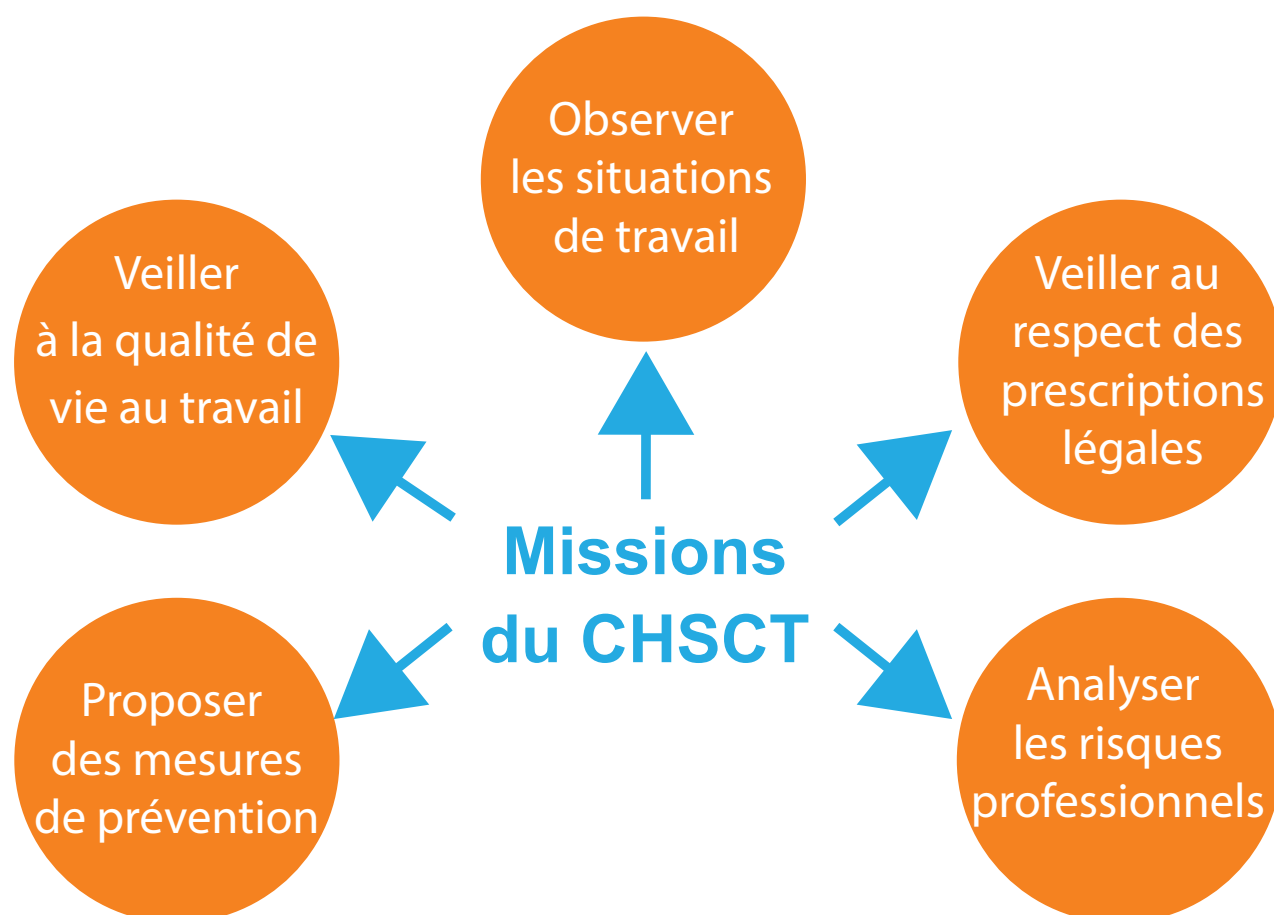 Observer
les situations
de travail
Veiller
à la qualité de
vie au travail
Veiller au
respect des
prescriptions
légales
Missions
du CHSCT
Proposer
des mesures
de prévention
Analyser
les risques
professionnels